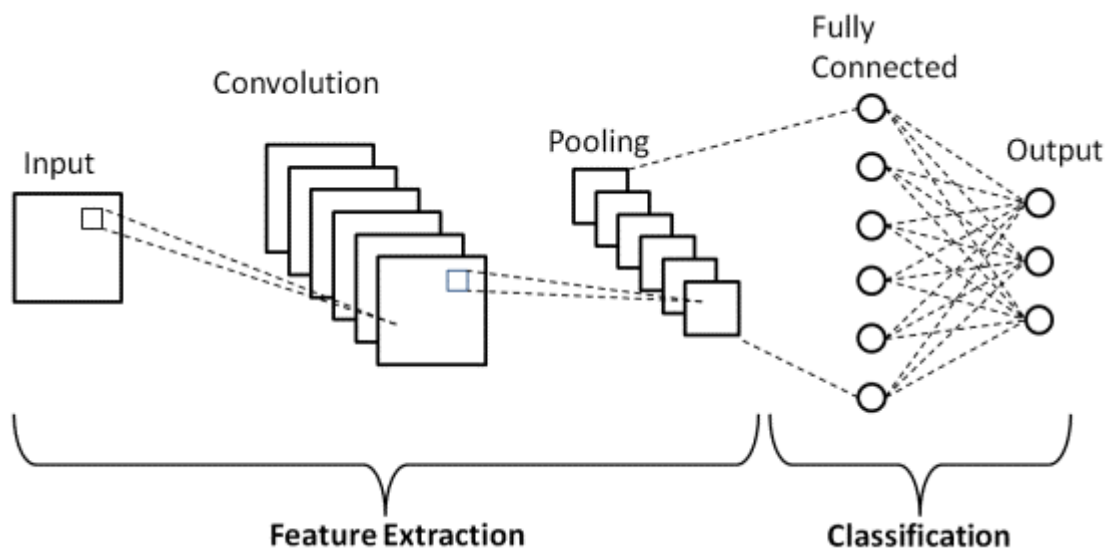 Input
Convolution
Pooling
Fully
Connected
Output
Feature Extraction
Classification